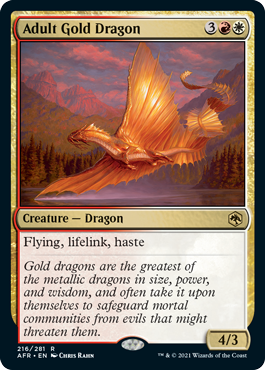 Adult Gold Dragon 3
Creature — Dragon
Flying, lifelink, haste
Gold dragons are the greatest of
the metallic dragons in size, power,
and wisdom, and often take it upon
themselves to safeguard mortal
communities from evils that might
threaten them.
4/3
216/281 R
AFR • EN Chris Rahn
™ & © 2021 Wizards of the Coast